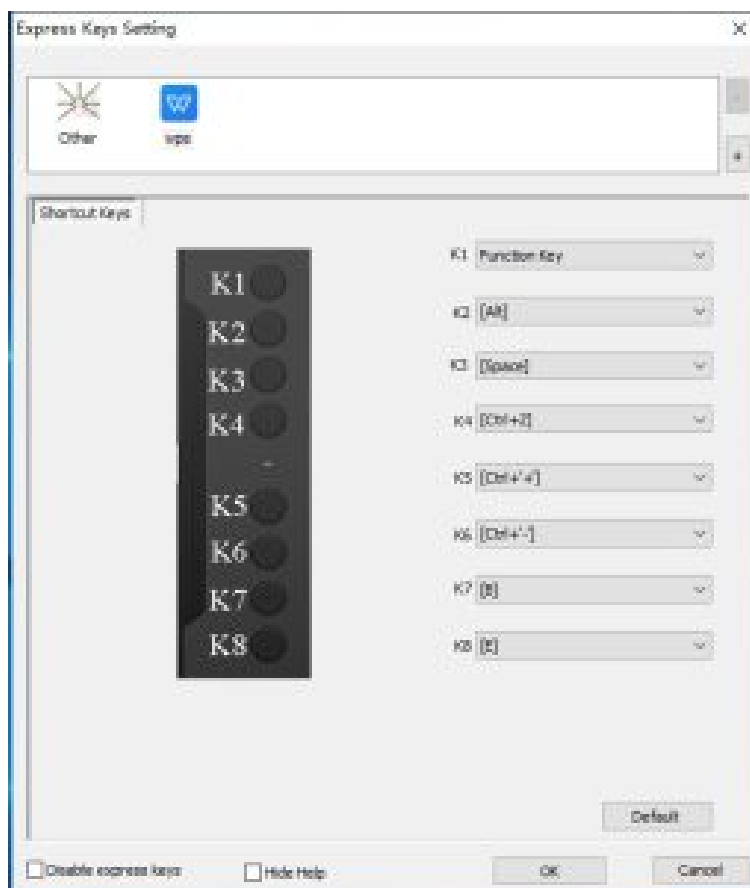 Express Keys Setting
Other
wps
Shortcut Keys
K1
K2
K3
K4
K5
K6
K7
K8
K1 Function Key
K2 [Alt]
K3 [Space]
K4 [Ctrl+Z]
K5 [Ctrl+'+']
K6 [Ctrl+'-']
K7 [B]
K8 [E]
Default
Disable express keys
Hide Help
OK
Cancel